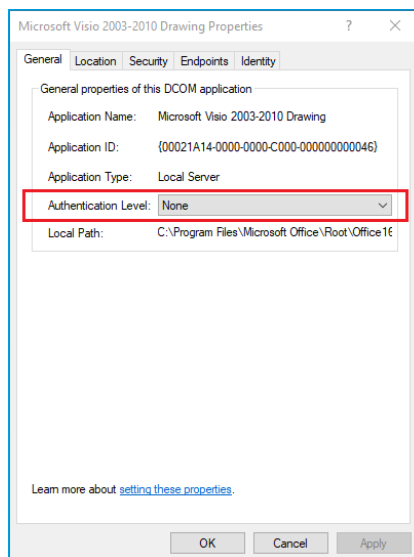 Microsoft Visio 2003-2010 Drawing Properties ? ×
General Location Security Endpoints Identity
General properties of this DCOM application
Application Name: Microsoft Visio 2003-2010 Drawing
Application ID: {00021A14-0000-0000-C000-000000000046}
Application Type: Local Server
Authentication Level: None
Local Path: C:\Program Files\Microsoft Office\Root\Office16
Learn more about setting these properties.
OK Cancel Apply